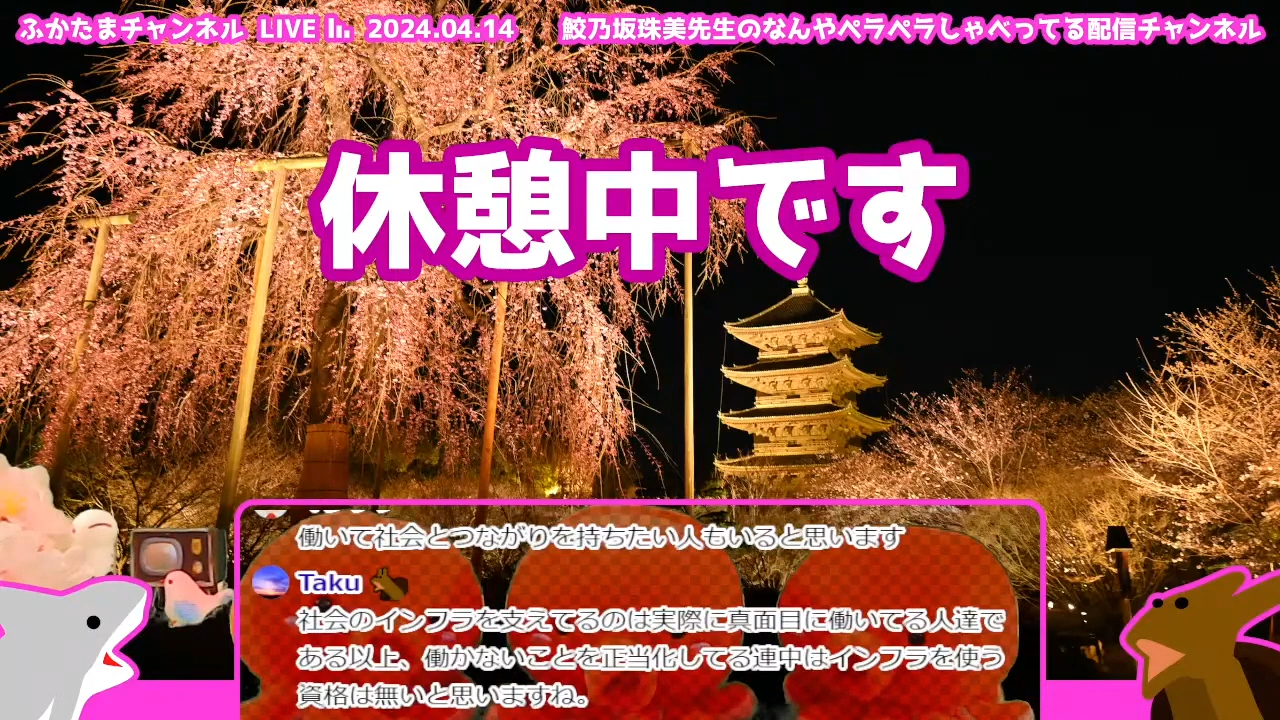 ふかたまチャンネル LIVE in 2024.04.14 鮫乃坂珠美先生のなんやペラペラしゃべってる配信チャンネル
休憩中です
働いて社会とつながりを持ちたい人もいると思います
Taku
社会のインフラを支えてるのは実際に真面目に働いてる人達で
ある以上、働かないことを正当化してる連中はインフラを使う
資格は無いと思いますね。